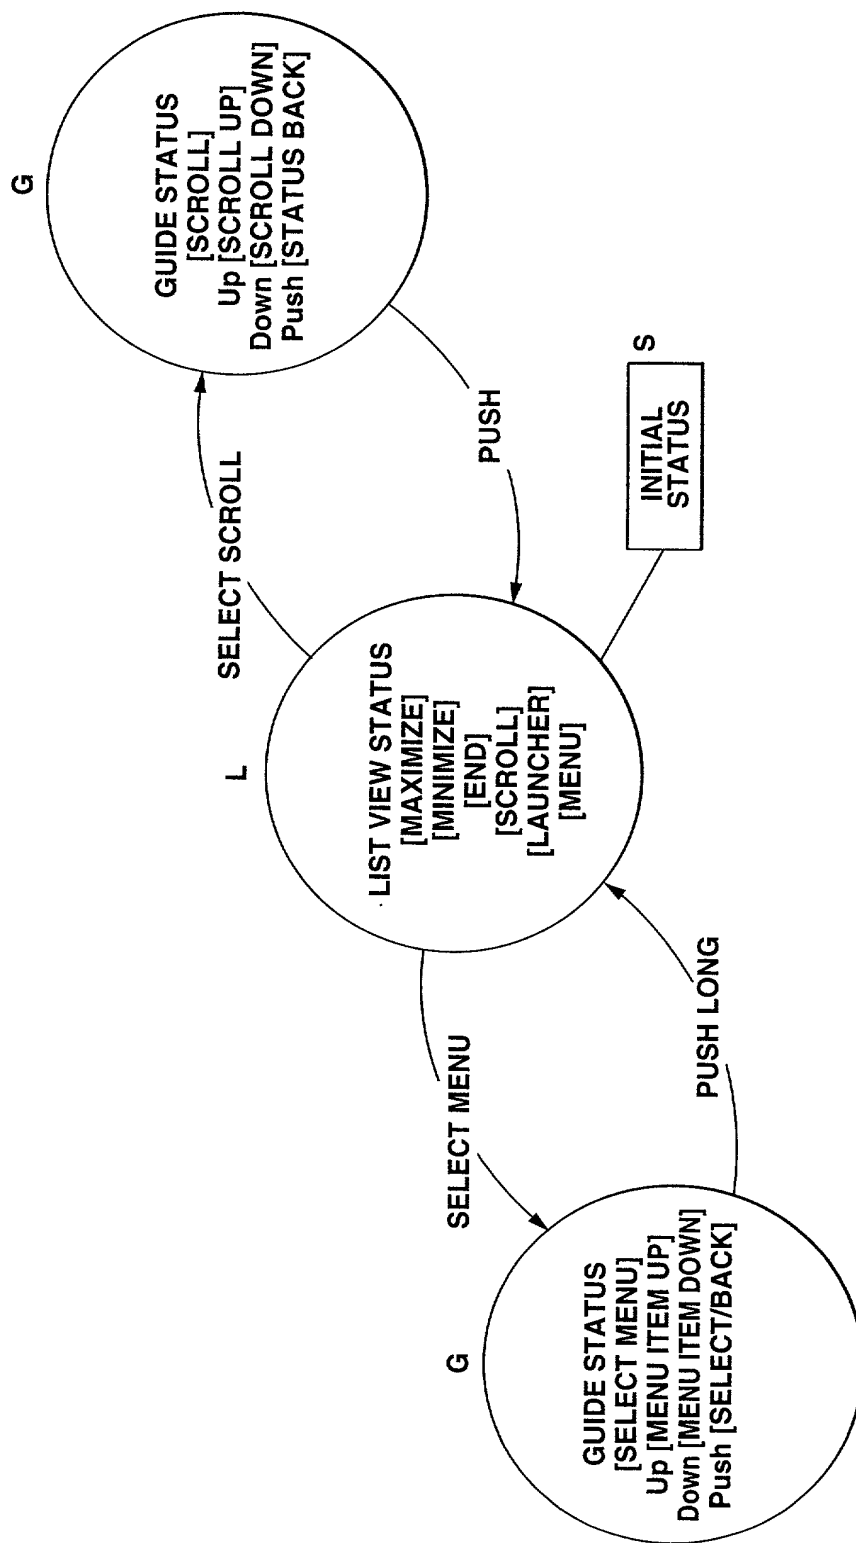 G
GUIDE STATUS
[SELECT MENU]
Up [MENU ITEM UP]
Down [MENU ITEM DOWN]
Push [SELECT/BACK]
SELECT MENU
PUSH LONG
L
LIST VIEW STATUS
[MAXIMIZE]
[MINIMIZE]
[END]
[SCROLL]
[LAUNCHER]
[MENU]
SELECT SCROLL
PUSH
G
GUIDE STATUS
[SCROLL]
Up [SCROLL UP]
Down [SCROLL DOWN]
Push [STATUS BACK]
INITIAL
STATUS
S